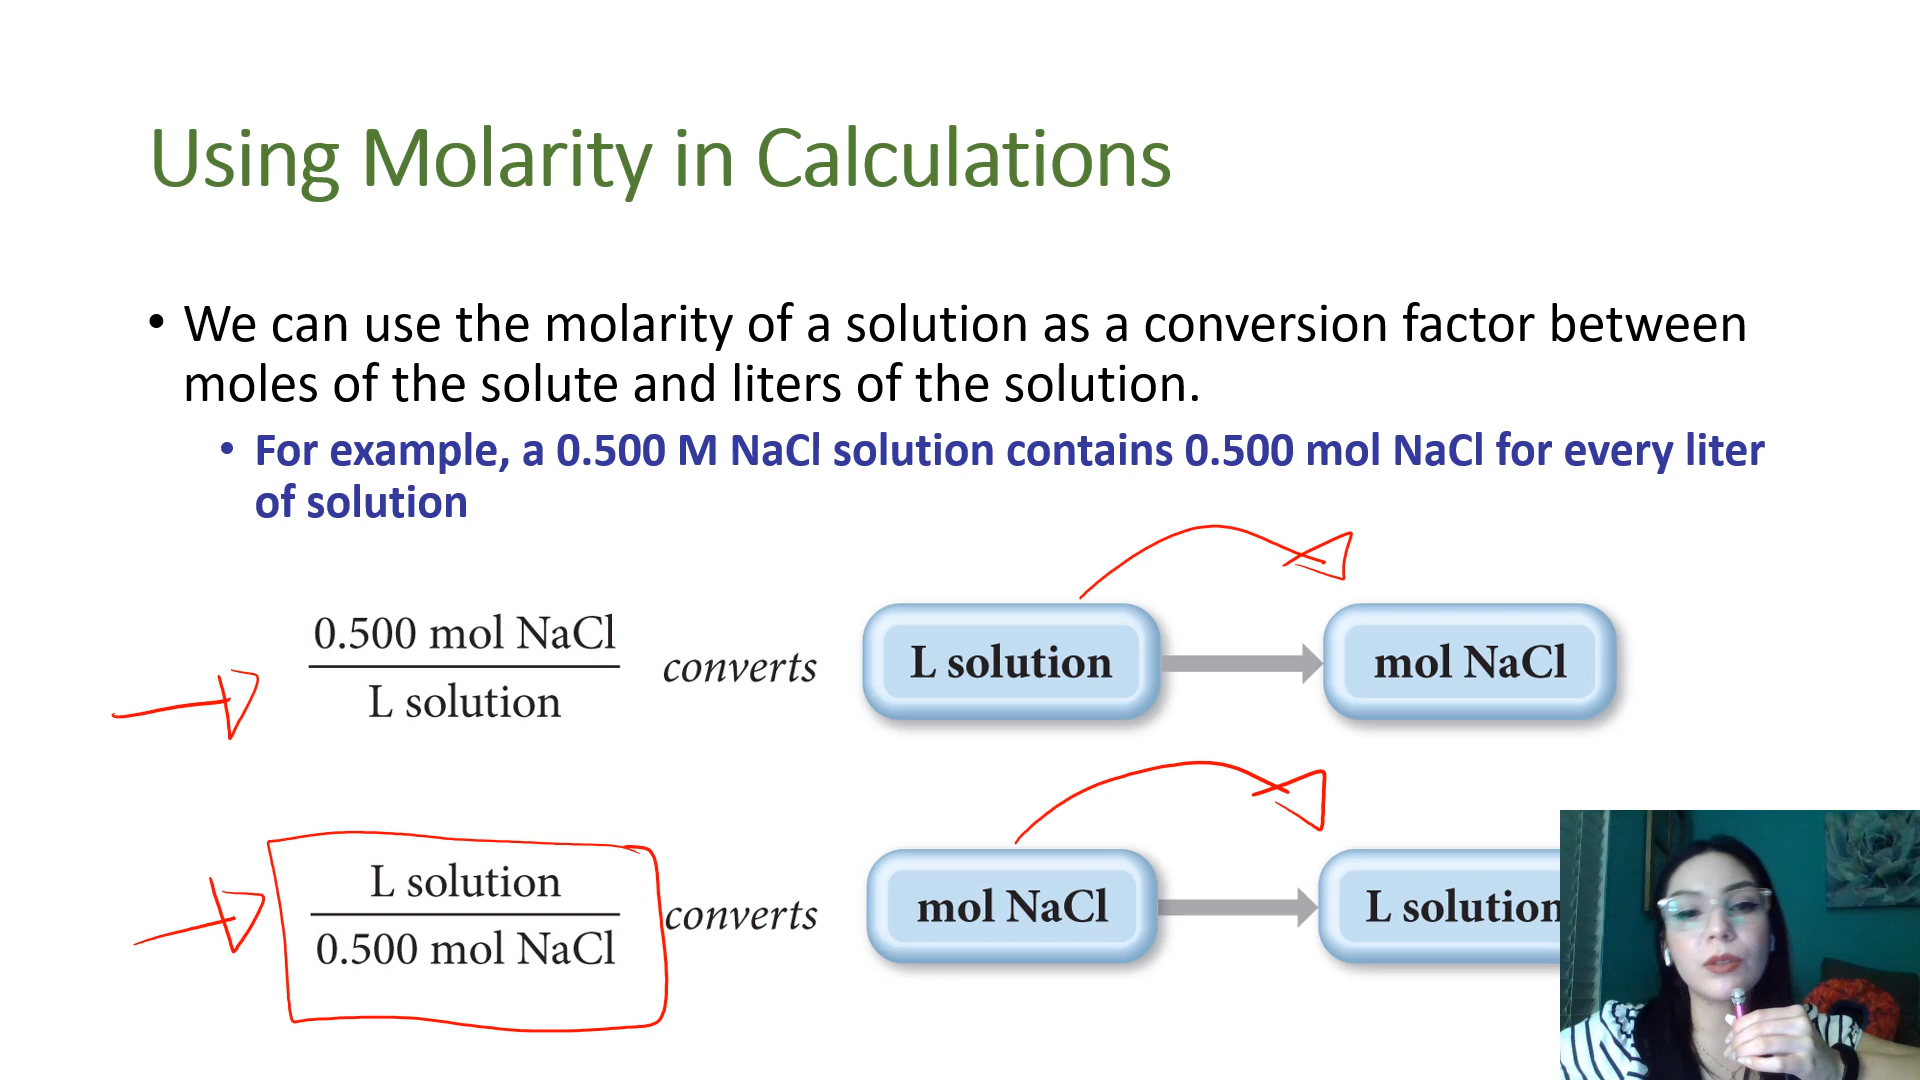 Using Molarity in Calculations
• We can use the molarity of a solution as a conversion factor between
moles of the solute and liters of the solution.
• For example, a 0.500 M NaCl solution contains 0.500 mol NaCl for every liter
of solution
0.500 mol NaCl
L solution
converts
L solution
mol NaCl
L solution
0.500 mol NaCl
converts
mol NaCl
L solution